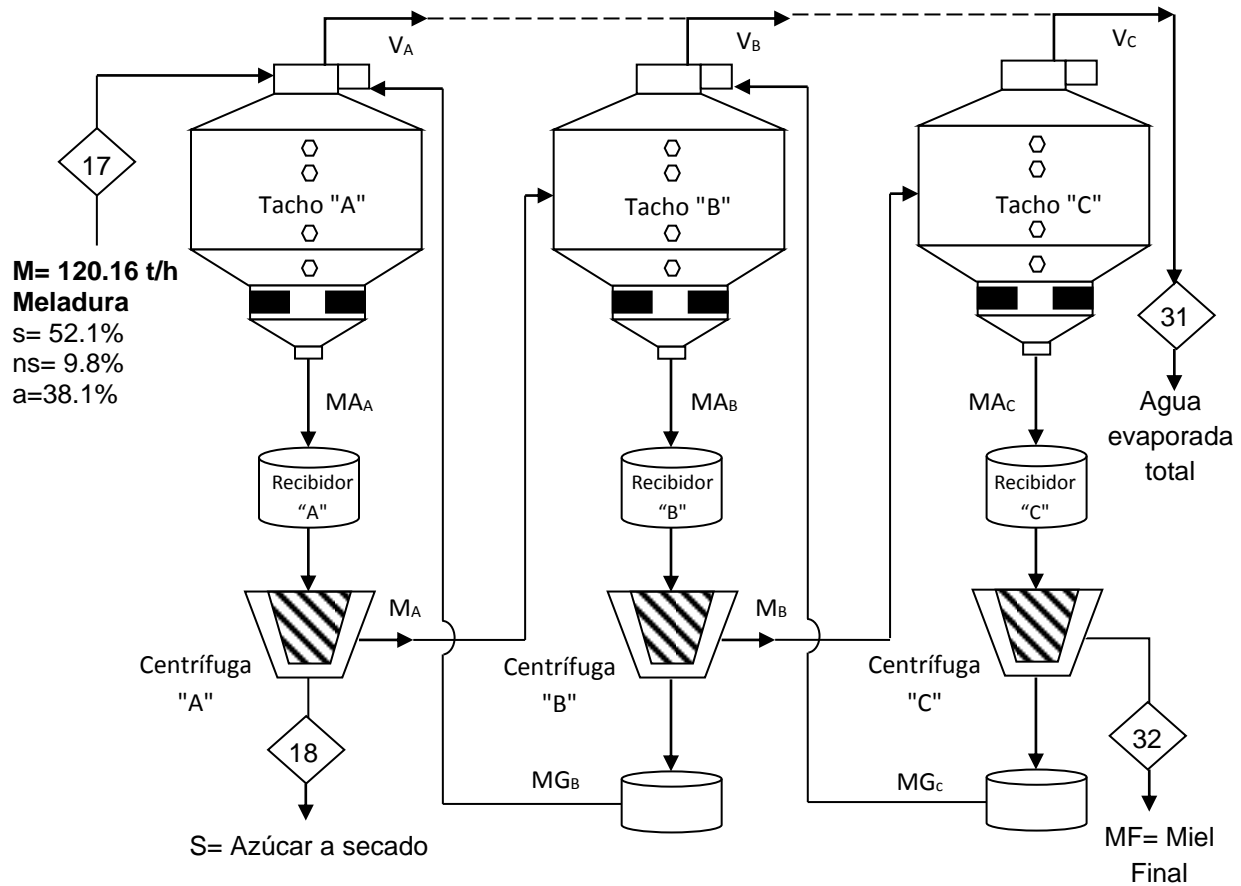 VA
VB
VC
17
Tacho "A"
Tacho "B"
Tacho "C"
M= 120.16 t/h
Meladura
s= 52.1%
ns= 9.8%
a=38.1%
31
Agua
evaporada
total
MAA
MAB
MAC
Recibidor
“A"
Recibidor
“B"
Recibidor
“C"
MA
MB
Centrífuga
"A"
Centrífuga
"B"
Centrífuga
"C"
18
32
MGB
MGc
S= Azúcar a secado
MF= Miel
Final